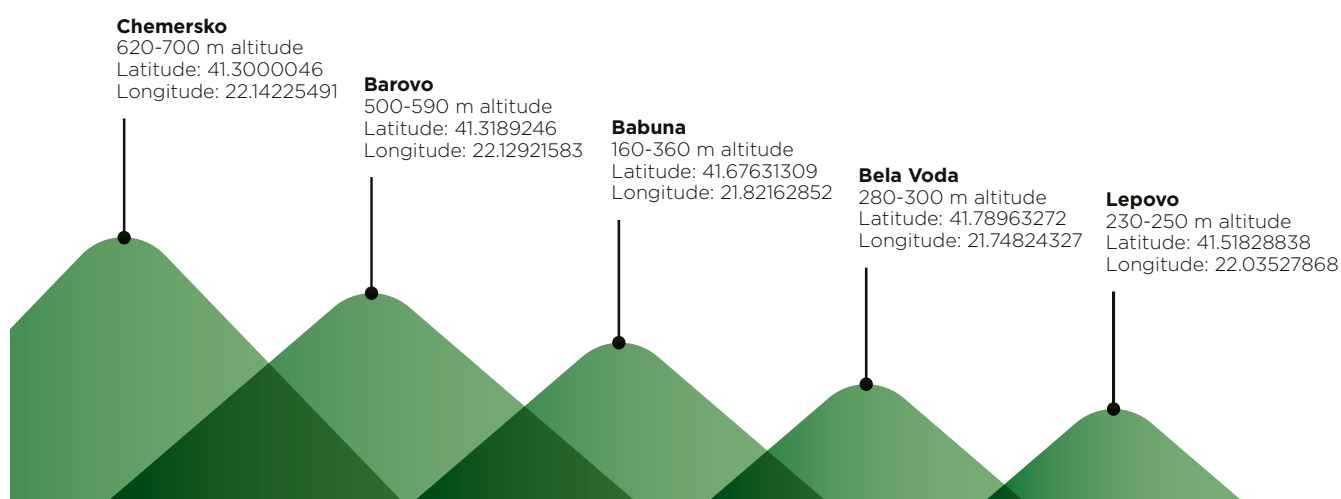 Chemersko
620-700 m altitude
Latitude: 41.3000046
Longitude: 22.14225491
Barovo
500-590 m altitude
Latitude: 41.3189246
Longitude: 22.12921583
Babuna
160-360 m altitude
Latitude: 41.67631309
Longitude: 21.82162852
Bela Voda
280-300 m altitude
Latitude: 41.78963272
Longitude: 21.74824327
Lepovo
230-250 m altitude
Latitude: 41.51828838
Longitude: 22.03527868